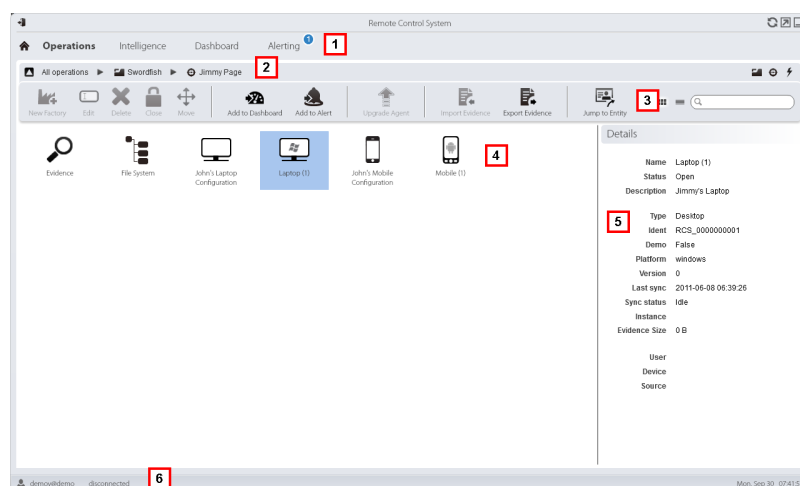 Remote Control System
Operations Intelligence Dashboard Alerting 1 1
All operations Swordfish Jimmy Page 2
New Factory Edit Delete Close Move Add to Dashboard Add to Alert Upgrade Agent Import Evidence Export Evidence Jump to Entity 3
Details
Evidence File System John's Laptop Configuration Laptop (1) John's Mobile Configuration Mobile (1) 4
Name Laptop (1)
Status Open
Description Jimmy's Laptop
5
Type Desktop
Ident RCS_0000000001
Demo False
Platform windows
Version 0
Last sync 2011-06-08 06:39:26
Sync status Idle
Instance
Evidence Size 0 B
User
Device
Source
demo@demo disconnected 6 Mon, Sep 30 07:41:5